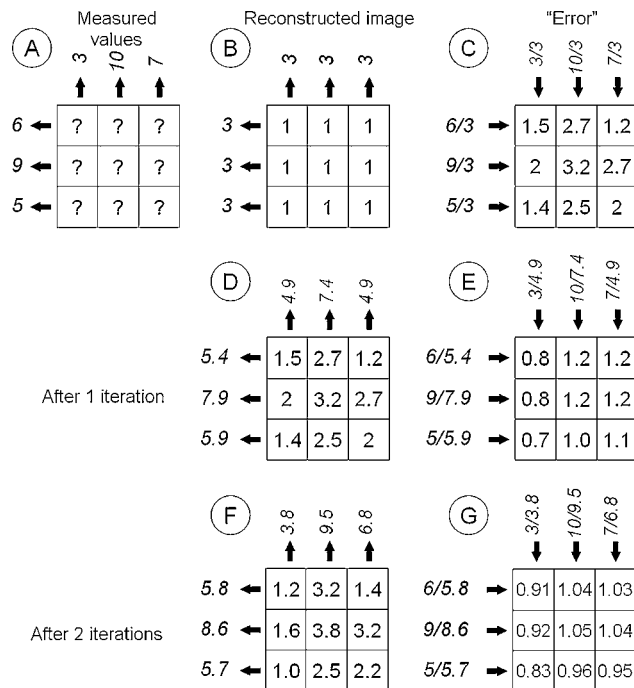 Measured values
Reconstructed image
"Error"
A
3 10 7
B
3 3 3
C
3/3 10/3 7/3
6 ? ? ?
3 1 1 1
6/3 1.5 2.7 1.2
9 ? ? ?
3 1 1 1
9/3 2 3.2 2.7
5 ? ? ?
3 1 1 1
5/3 1.4 2.5 2
D
4.9 7.4 4.9
E
3/4.9 10/7.4 7/4.9
5.4 1.5 2.7 1.2
6/5.4 0.8 1.2 1.2
After 1 iteration
7.9 2 3.2 2.7
9/7.9 0.8 1.2 1.2
5.9 1.4 2.5 2
5/5.9 0.7 1.0 1.1
F
3.8 9.5 6.8
G
3/3.8 10/9.5 7/6.8
5.8 1.2 3.2 1.4
6/5.8 0.91 1.04 1.03
After 2 iterations
8.6 1.6 3.8 3.2
9/8.6 0.92 1.05 1.04
5.7 1.0 2.5 2.2
5/5.7 0.83 0.96 0.95